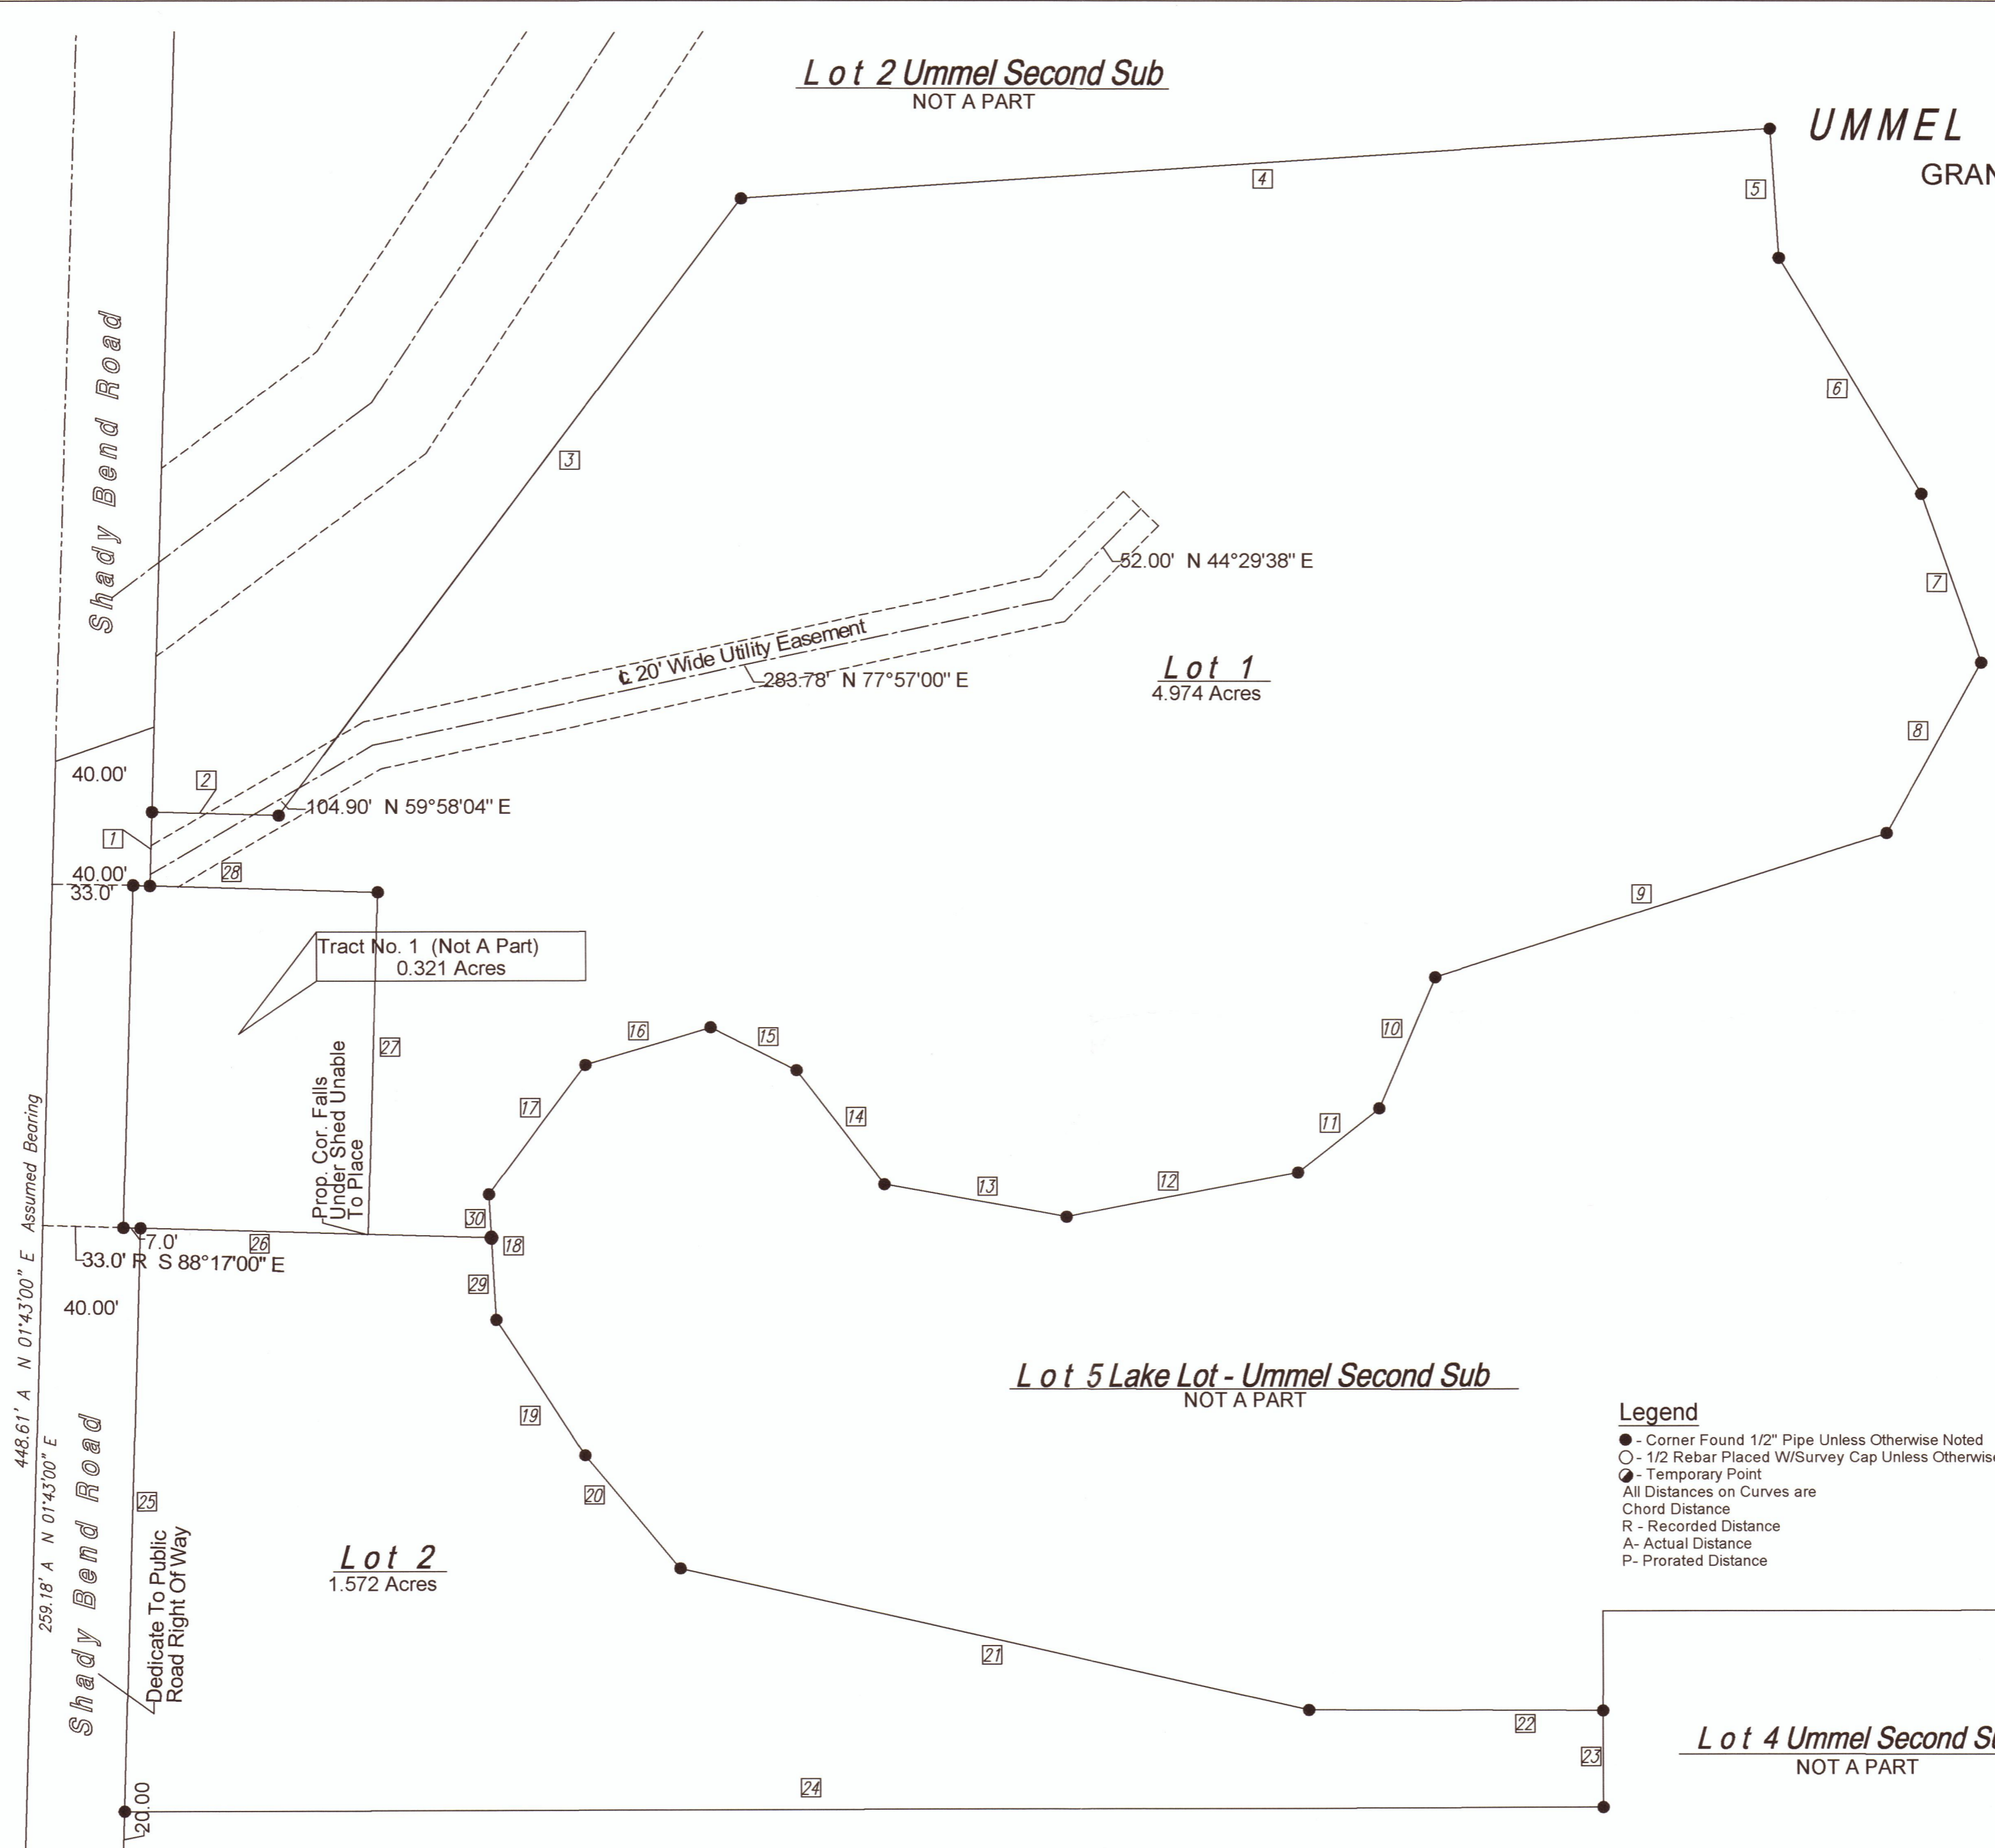 Lot 2 Ummel Second Sub
NOT A PART
UMMEL
GRAN
4
5
6
3
7
8
Shady Bend Road
52.00' N 44°29'38" E
℄ 20' Wide Utility Easement
283.78' N 77°57'00" E
Lot 1
4.974 Acres
40.00'
2
104.90' N 59°58'04" E
1
40.00'
33.0'
28
9
Tract No. 1 (Not A Part)
0.321 Acres
27
Prop. Cor. Falls
Under Shed Unable
To Place
16
15
17
14
10
11
13
12
30
18
29
26
7.0'
33.0' R S 88°17'00" E
40.00'
448.61' A N 01°43'00" E Assumed Bearing
259.18' A N 01°43'00" E
Shady Bend Road
25
Dedicate To Public
Road Right Of Way
19
20
Lot 5 Lake Lot - Ummel Second Sub
NOT A PART
Legend
- Corner Found 1/2" Pipe Unless Otherwise Noted
- 1/2 Rebar Placed W/Survey Cap Unless Otherwise
- Temporary Point
All Distances on Curves are
Chord Distance
R - Recorded Distance
A- Actual Distance
P- Prorated Distance
Lot 2
1.572 Acres
21
22
23
Lot 4 Ummel Second Su
NOT A PART
24
20.00